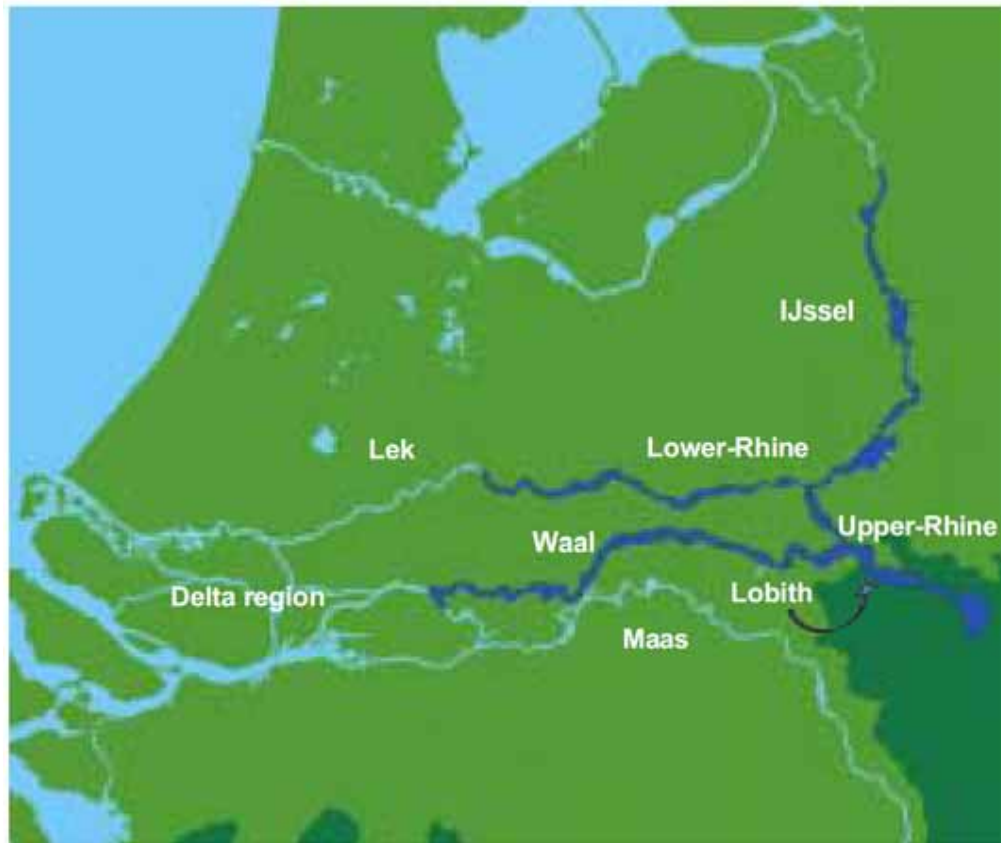 IJssel
Lek
Lower-Rhine
Upper-Rhine
Waal
Lobith
Delta region
Maas